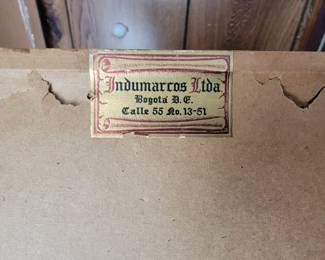 Indumarcos Ltda.
Bogotá D. E.
Calle 55 No. 13-51